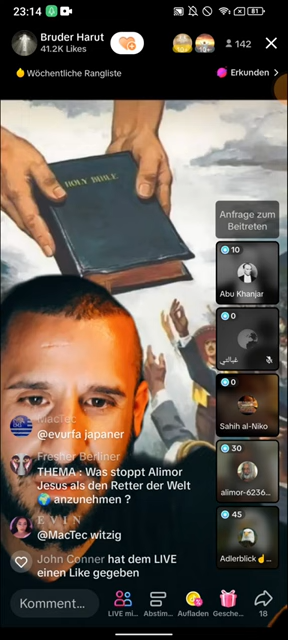 23:14
81
Bruder Harut
41.2K Likes
10+
142
Wöchentliche Rangliste
Erkunden >
HOLY BIBLE
Anfrage zum
Beitreten
10
Abu Khanjar
0
0
Sahih al-Niko
30
alimor-6236...
45
Adlerblick☝...
MacTec
@evurfa japaner
Fresher Berliner
THEMA : Was stoppt Alimor
Jesus als den Retter der Welt
🌍 anzunehmen ?
E V I N
@MacTec witzig
John Conner hat dem LIVE
einen Like gegeben
Komment...
LIVE mi...
Abstim...
Aufladen
Gesche...
18